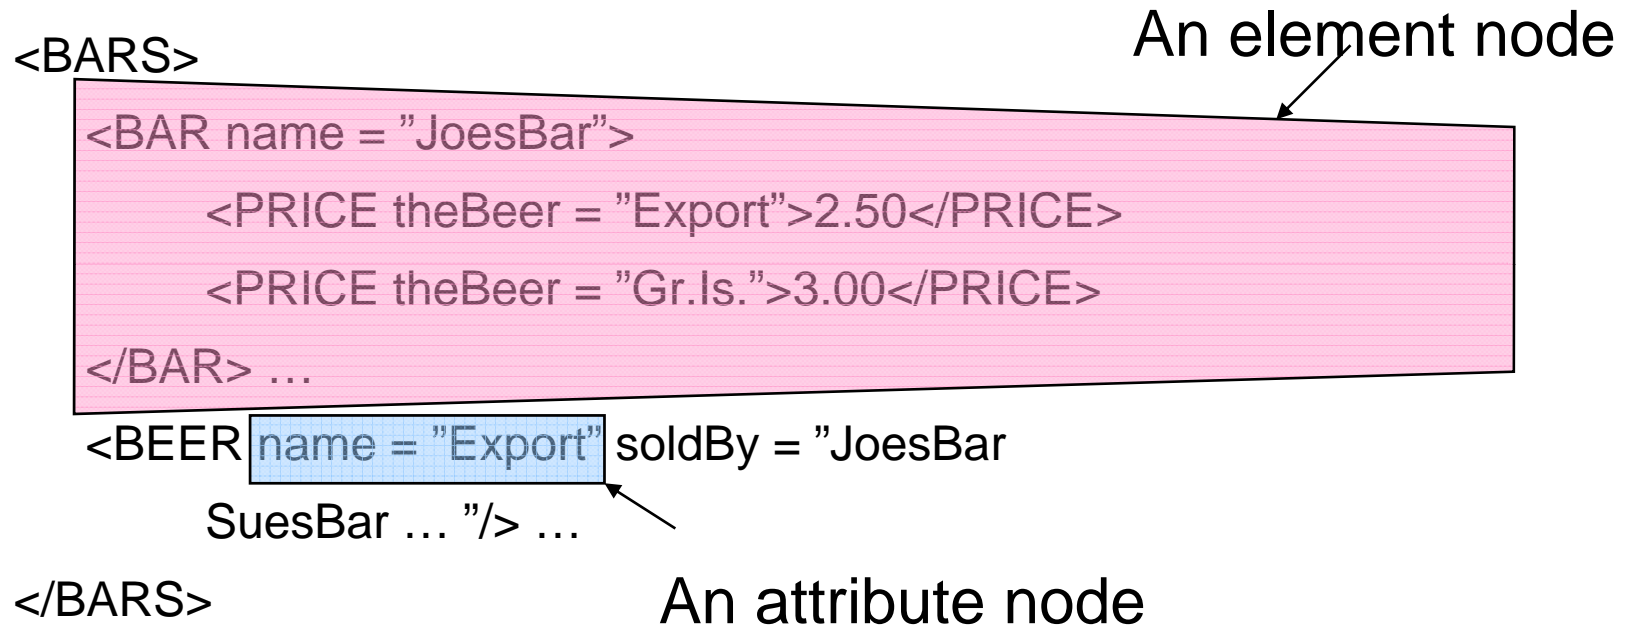 An element node
<BARS>
<BAR name = ”JoesBar”>
<PRICE theBeer = ”Export”>2.50</PRICE>
<PRICE theBeer = ”Gr.Is.”>3.00</PRICE>
</BAR> …
<BEER name = ”Export” soldBy = ”JoesBar
SuesBar … ”/> …
</BARS>
An attribute node